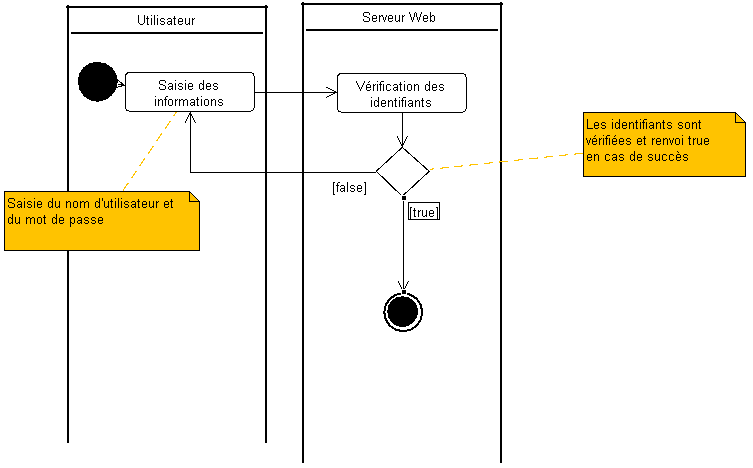 Utilisateur
Serveur Web
Saisie des
informations
Vérification des
identifiants
Les identifiants sont
vérifiées et renvoi true
en cas de succès
[false]
[true]
Saisie du nom d'utilisateur et
du mot de passe